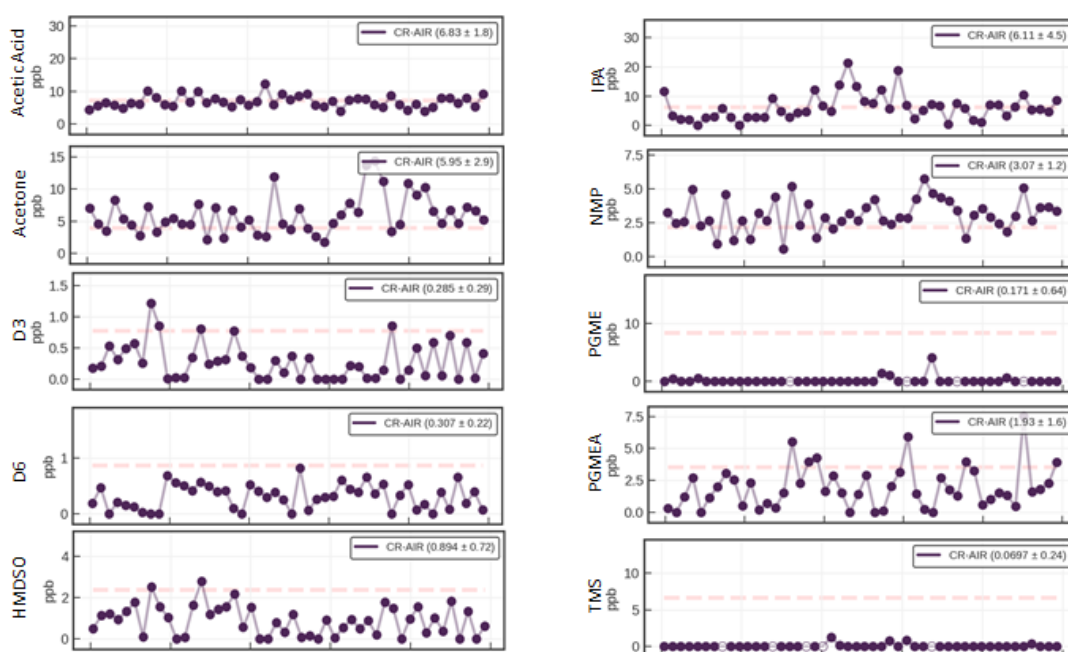 Acetic Acid
ppb
30
20
10
0
CR-AIR (6.83 ± 1.8)
Acetone
ppb
15
10
5
0
CR-AIR (5.95 ± 2.9)
D3
ppb
1.5
1.0
0.5
0.0
CR-AIR (0.285 ± 0.29)
D6
ppb
1
0
CR-AIR (0.307 ± 0.22)
HMDSO
ppb
4
2
0
CR-AIR (0.894 ± 0.72)
IPA
ppb
30
20
10
0
CR-AIR (6.11 ± 4.5)
NMP
ppb
7.5
5.0
2.5
0.0
CR-AIR (3.07 ± 1.2)
PGME
ppb
10
0
CR-AIR (0.171 ± 0.64)
PGMEA
ppb
7.5
5.0
2.5
0.0
CR-AIR (1.93 ± 1.6)
TMS
ppb
10
5
0
CR-AIR (0.0697 ± 0.24)